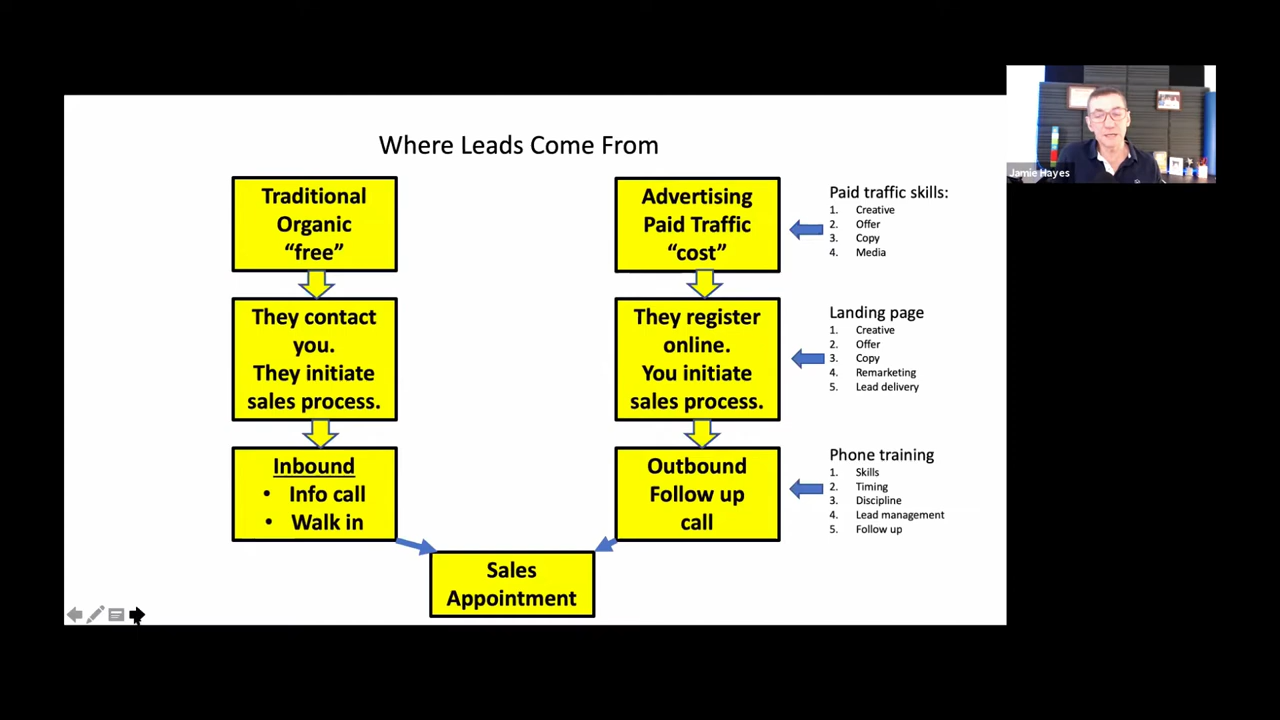 Where Leads Come From
Traditional
Organic
“free”
They contact
you.
They initiate
sales process.
Inbound
• Info call
• Walk in
Advertising
Paid Traffic
“cost”
They register
online.
You initiate
sales process.
Outbound
Follow up
call
Sales
Appointment
Paid traffic skills:
1. Creative
2. Offer
3. Copy
4. Media
Landing page
1. Creative
2. Offer
3. Copy
4. Remarketing
5. Lead delivery
Phone training
1. Skills
2. Timing
3. Discipline
4. Lead management
5. Follow up
Jamie Hayes